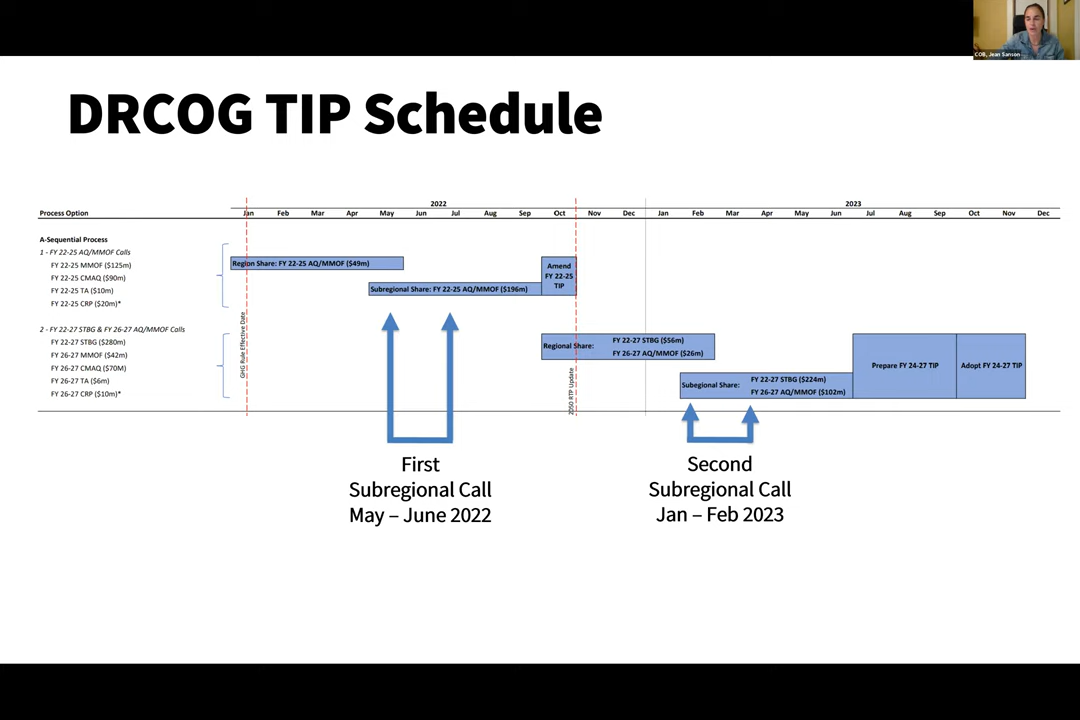 COB, Jean Sanson
DRCOG TIP Schedule
2022 2023
Process Option Jan Feb Mar Apr May Jun Jul Aug Sep Oct Nov Dec Jan Feb Mar Apr May Jun Jul Aug Sep Oct Nov Dec
A-Sequential Process
1 - FY 22-25 AQ/MMOF Calls
FY 22-25 MMOF ($125m)
FY 22-25 CMAQ ($90m)
FY 22-25 TA ($10m)
FY 22-25 CRP ($20m)*
Region Share: FY 22-25 AQ/MMOF ($49m)
Subregional Share: FY 22-25 AQ/MMOF ($196m)
Amend
FY 22-25
TIP
GHG Rule Effective Date
2 - FY 22-27 STBG & FY 26-27 AQ/MMOF Calls
FY 22-27 STBG ($280m)
FY 26-27 MMOF ($42m)
FY 26-27 CMAQ ($70M)
FY 26-27 TA ($6m)
FY 26-27 CRP ($10m)*
Regional Share:
FY 22-27 STBG ($56m)
FY 26-27 AQ/MMOF ($26m)
2050 RTP Update
Subegional Share:
FY 22-27 STBG ($224m)
FY 26-27 AQ/MMOF ($102m)
Prepare FY 24-27 TIP
Adopt FY 24-27 TIP
First
Subregional Call
May – June 2022
Second
Subregional Call
Jan – Feb 2023